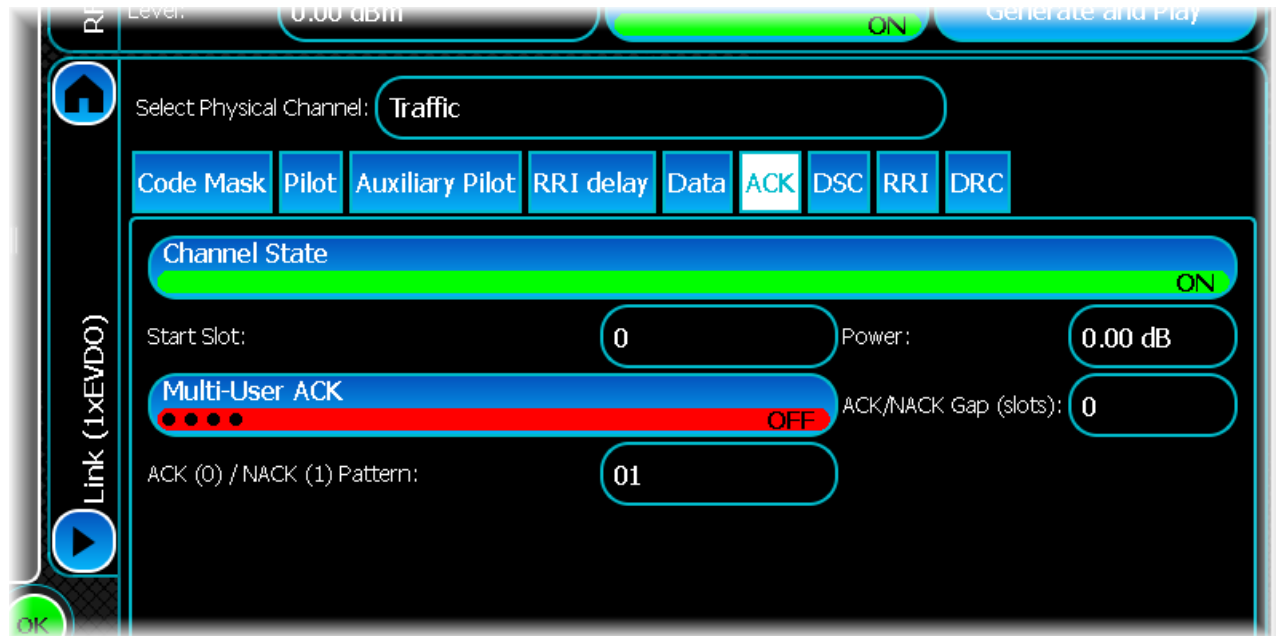 RF
Level:
0.00 dBm
ON
Generate and Play
Select Physical Channel:
Traffic
Code Mask
Pilot
Auxiliary Pilot
RRI delay
Data
ACK
DSC
RRI
DRC
Channel State
ON
Start Slot:
0
Power:
0.00 dB
Multi-User ACK
OFF
ACK/NACK Gap (slots):
0
ACK (0) / NACK (1) Pattern:
01
Link (1xEVDO)
OK